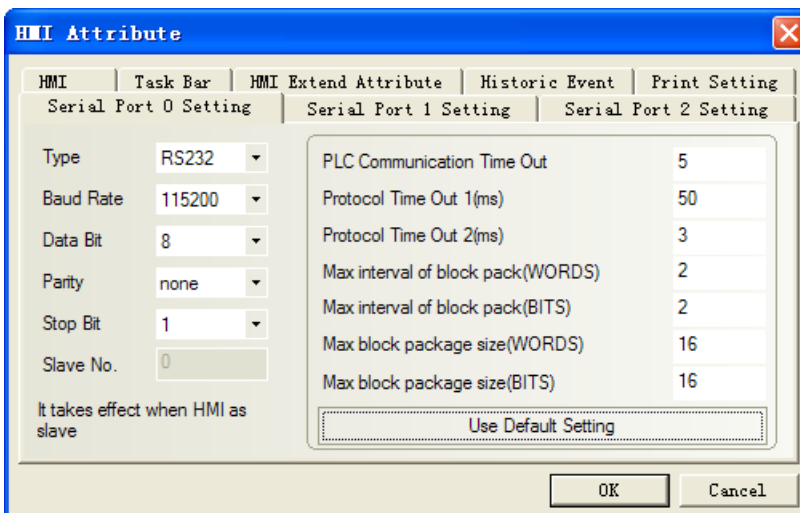 HMI Attribute
HMI Task Bar HMI Extend Attribute Historic Event Print Setting
Serial Port 0 Setting Serial Port 1 Setting Serial Port 2 Setting
Type RS232
Baud Rate 115200
Data Bit 8
Parity none
Stop Bit 1
Slave No. 0
It takes effect when HMI as
slave
PLC Communication Time Out 5
Protocol Time Out 1(ms) 50
Protocol Time Out 2(ms) 3
Max interval of block pack(WORDS) 2
Max interval of block pack(BITS) 2
Max block package size(WORDS) 16
Max block package size(BITS) 16
Use Default Setting
OK Cancel